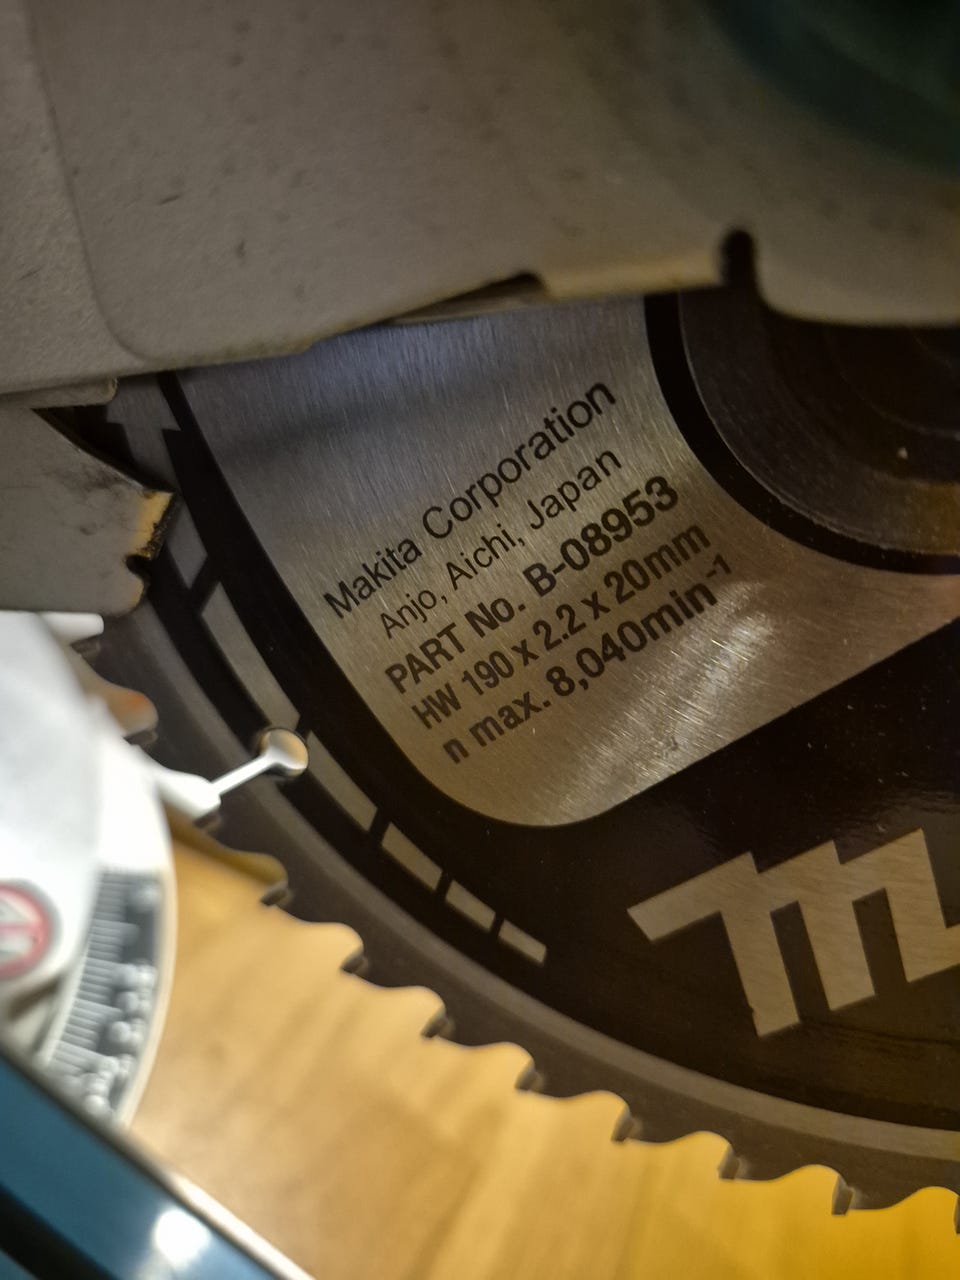 Makita Corporation
Anjo, Aichi, Japan
PART No. B-08953
HW 190 x 2.2 x 20mm
n max. 8,040min⁻¹